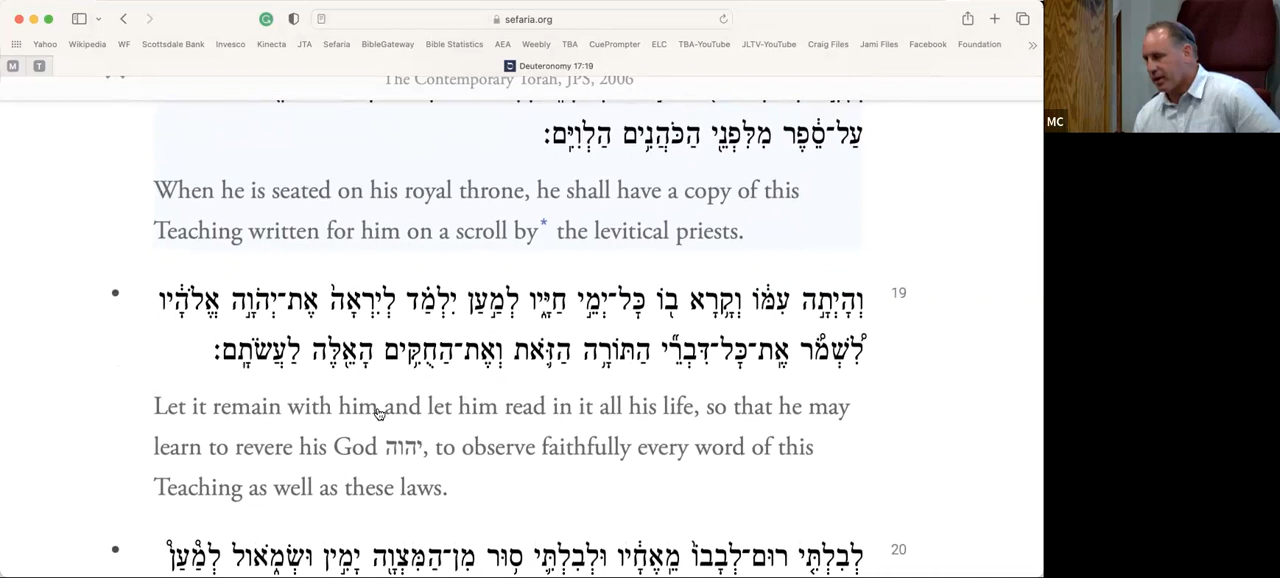 sefaria.org
Yahoo Wikipedia WF Scottsdale Bank Invesco Kinecta JTA Sefaria BibleGateway Bible Statistics AEA Weebly TBA CuePrompter ELC TBA-YouTube JLTV-YouTube Craig Files Jami Files Facebook Foundation
M T Deuteronomy 17:19
The Contemporary Torah, JPS, 2006
MC
עַל־סֵ֔פֶר מִלִּפְנֵ֥י הַכֹּהֲנִ֖ים הַלְוִיִּֽם׃
When he is seated on his royal throne, he shall have a copy of this
Teaching written for him on a scroll by* the levitical priests.
19
וְהָיְתָ֣ה עִמּ֔וֹ וְקָ֥רָא ב֖וֹ כׇּל־יְמֵ֣י חַיָּ֑יו לְמַ֣עַן יִלְמַ֗ד לְיִרְאָה֙ אֶת־יְהֹוָ֣ה אֱלֹהָ֔יו
לִ֠שְׁמֹ֠ר אֶֽת־כׇּל־דִּבְרֵ֞י הַתּוֹרָ֥ה הַזֹּ֛את וְאֶת־הַחֻקִּ֥ים הָאֵ֖לֶּה לַעֲשֹׂתָֽם׃
Let it remain with him and let him read in it all his life, so that he may
learn to revere his God יהוה, to observe faithfully every word of this
Teaching as well as these laws.
20
לְבִלְתִּ֤י רוּם־לְבָבוֹ֙ מֵֽאֶחָ֔יו וּלְבִלְתִּ֛י ס֥וּר מִן־הַמִּצְוָ֖ה יָמִ֣ין וּשְׂמֹ֑אול לְמַ֩עַן֩